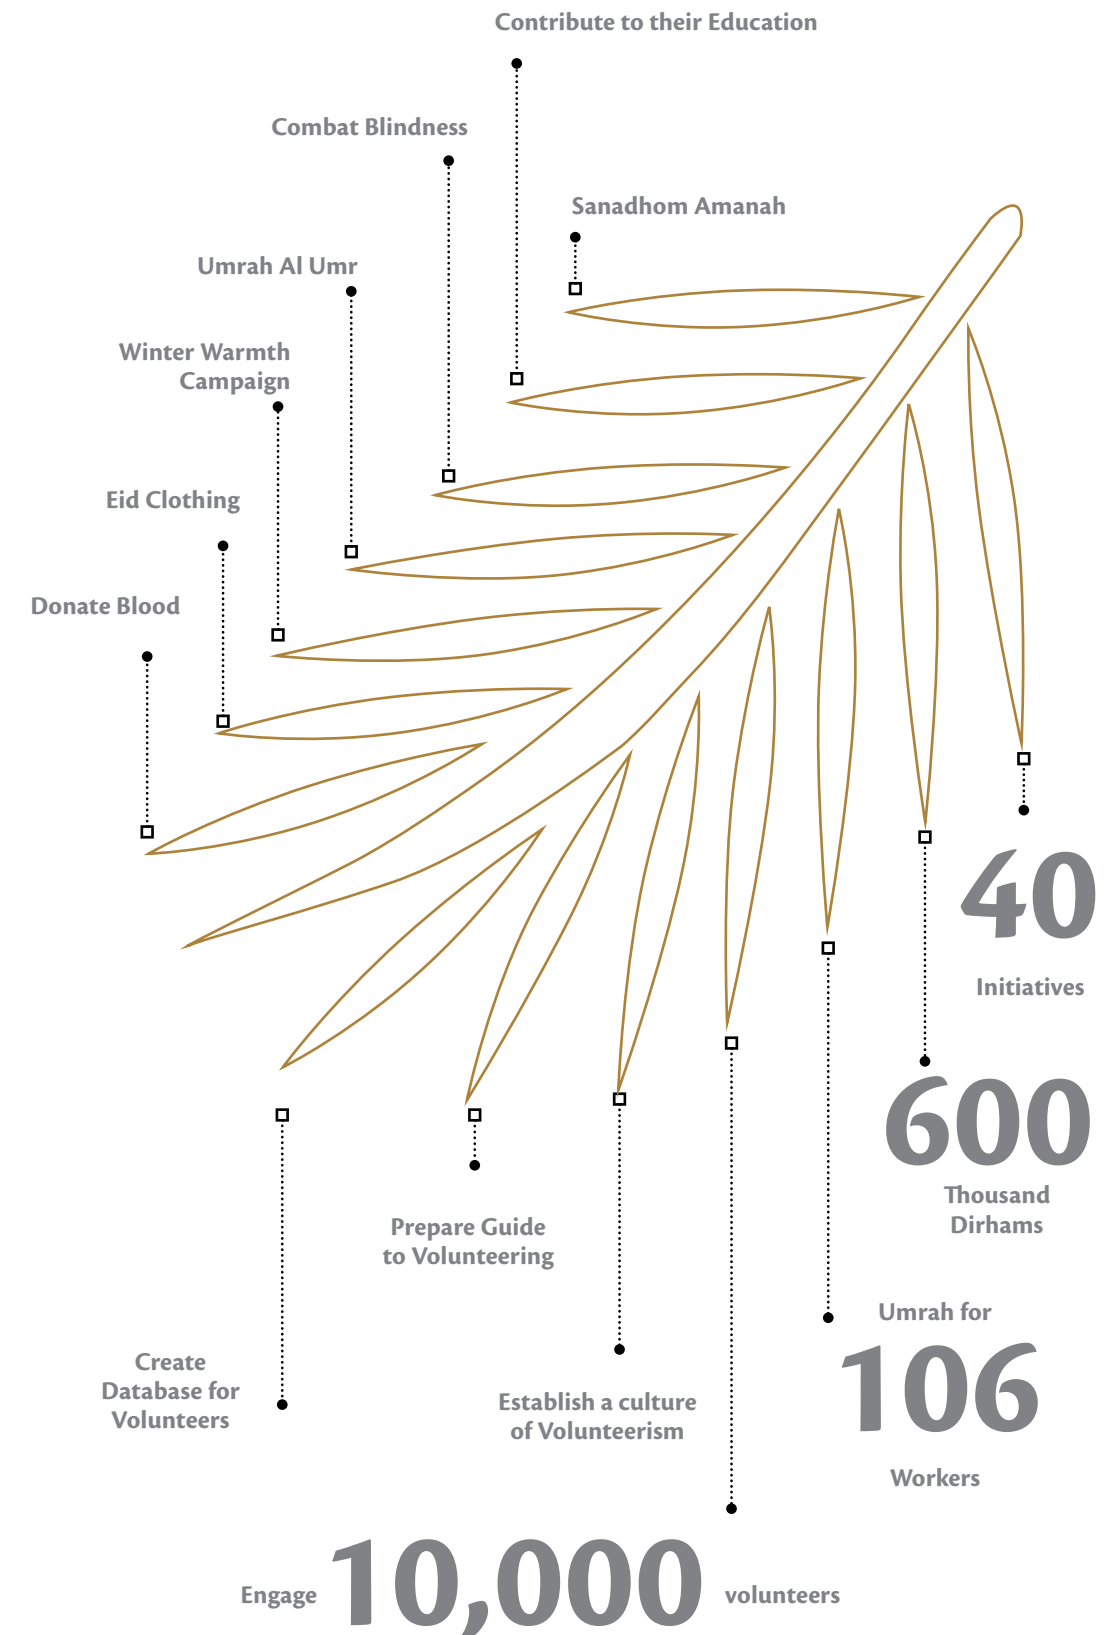 Contribute to their Education
Combat Blindness
Sanadhom Amanah
Umrah Al Umr
Winter Warmth
Campaign
Eid Clothing
Donate Blood
40
Initiatives
600
Thousand
Dirhams
Prepare Guide
to Volunteering
Umrah for
106
Workers
Create
Database for
Volunteers
Establish a culture
of Volunteerism
Engage 10,000 volunteers